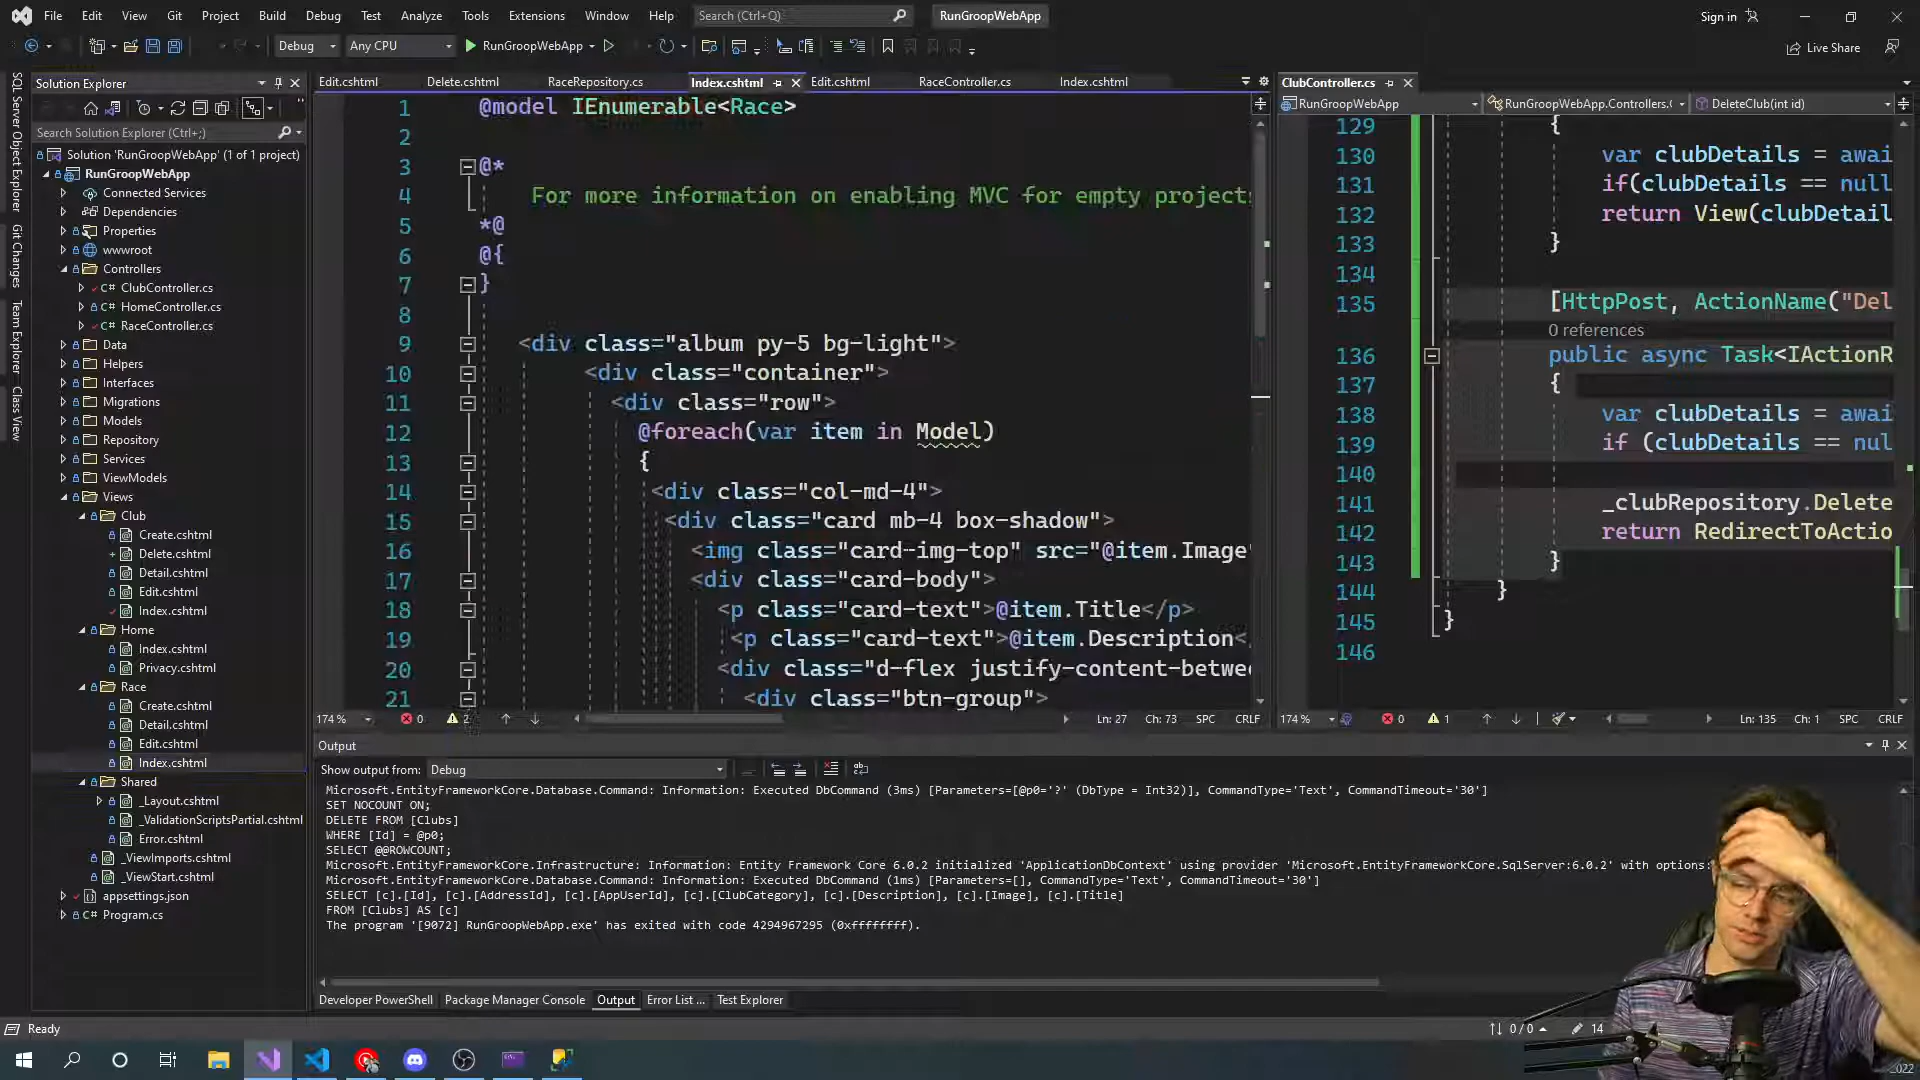 File Edit View Git Project Build Debug Test Analyze Tools Extensions Window Help Search (Ctrl+Q) RunGroopWebApp Sign in
Debug Any CPU RunGroopWebApp Live Share
SQL Server Object Explorer
Git Changes
Team Explorer
Class View
Solution Explorer
Search Solution Explorer (Ctrl+;)
Solution 'RunGroopWebApp' (1 of 1 project)
RunGroopWebApp
Connected Services
Dependencies
Properties
wwwroot
Controllers
C# ClubController.cs
C# HomeController.cs
C# RaceController.cs
Data
Helpers
Interfaces
Migrations
Models
Repository
Services
ViewModels
Views
Club
Create.cshtml
Delete.cshtml
Detail.cshtml
Edit.cshtml
Index.cshtml
Home
Index.cshtml
Privacy.cshtml
Race
Create.cshtml
Detail.cshtml
Edit.cshtml
Index.cshtml
Shared
_Layout.cshtml
_ValidationScriptsPartial.cshtml
Error.cshtml
_ViewImports.cshtml
_ViewStart.cshtml
appsettings.json
Program.cs
Edit.cshtml Delete.cshtml RaceRepository.cs Index.cshtml Edit.cshtml RaceController.cs Index.cshtml
1 @model IEnumerable<Race>
2
3 @*
4 For more information on enabling MVC for empty projects
5 *@
6 @{
7 }
8
9 <div class="album py-5 bg-light">
10 <div class="container">
11 <div class="row">
12 @foreach(var item in Model)
13 {
14 <div class="col-md-4">
15 <div class="card mb-4 box-shadow">
16 <img class="card-img-top" src="@item.Image"
17 <div class="card-body">
18 <p class="card-text">@item.Title</p>
19 <p class="card-text">@item.Description<
20 <div class="d-flex justify-content-betwee
21 <div class="btn-group">
174 % 0 2 Ln: 27 Ch: 73 SPC CRLF
ClubController.cs
RunGroopWebApp RunGroopWebApp.Controllers.( DeleteClub(int id)
129 {
130 var clubDetails = awai
131 if(clubDetails == null
132 return View(clubDetail
133 }
134
135 [HttpPost, ActionName("Del
0 references
136 public async Task<IActionR
137 {
138 var clubDetails = awai
139 if (clubDetails == nul
140
141 _clubRepository.Delete
142 return RedirectToActio
143 }
144 }
145 }
146
174 % 0 1 Ln: 135 Ch: 1 SPC CRLF
Output
Show output from: Debug
Microsoft.EntityFrameworkCore.Database.Command: Information: Executed DbCommand (3ms) [Parameters=[@p0='?' (DbType = Int32)], CommandType='Text', CommandTimeout='30']
SET NOCOUNT ON;
DELETE FROM [Clubs]
WHERE [Id] = @p0;
SELECT @@ROWCOUNT;
Microsoft.EntityFrameworkCore.Infrastructure: Information: Entity Framework Core 6.0.2 initialized 'ApplicationDbContext' using provider 'Microsoft.EntityFrameworkCore.SqlServer:6.0.2' with options:
Microsoft.EntityFrameworkCore.Database.Command: Information: Executed DbCommand (1ms) [Parameters=[], CommandType='Text', CommandTimeout='30']
SELECT [c].[Id], [c].[AddressId], [c].[AppUserId], [c].[ClubCategory], [c].[Description], [c].[Image], [c].[Title]
FROM [Clubs] AS [c]
The program '[9072] RunGroopWebApp.exe' has exited with code 4294967295 (0xffffffff).
Developer PowerShell Package Manager Console Output Error List ... Test Explorer
Ready 0 / 0 14